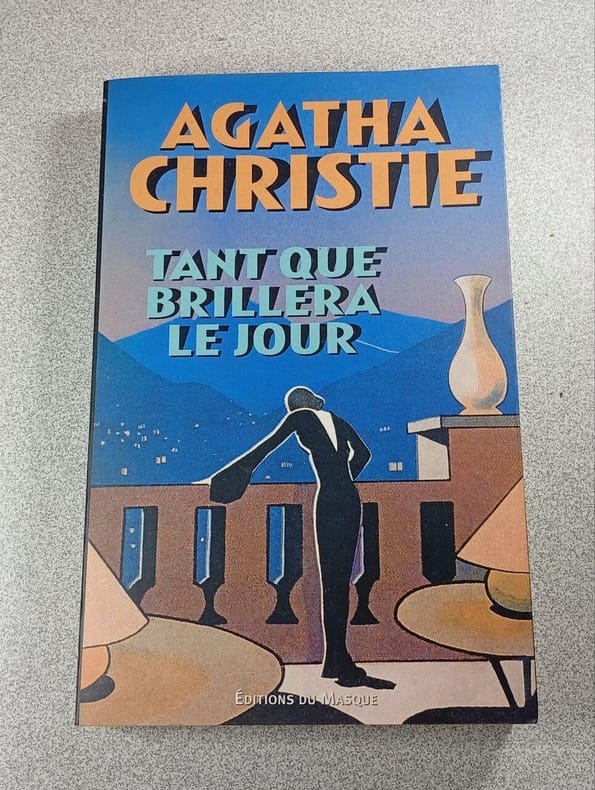 AGATHA
CHRISTIE
TANT QUE
BRILLERA
LE JOUR
ÉDITIONS DU MASQUE